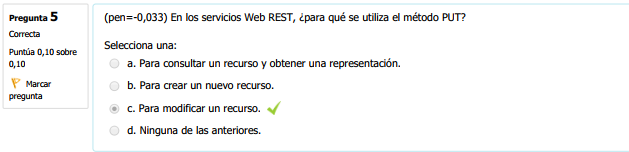 Pregunta 5
Correcta
Puntúa 0,10 sobre
0,10
Marcar
pregunta
(pen=-0,033) En los servicios Web REST, ¿para qué se utiliza el método PUT?
Selecciona una:
a. Para consultar un recurso y obtener una representación.
b. Para crear un nuevo recurso.
c. Para modificar un recurso.
d. Ninguna de las anteriores.